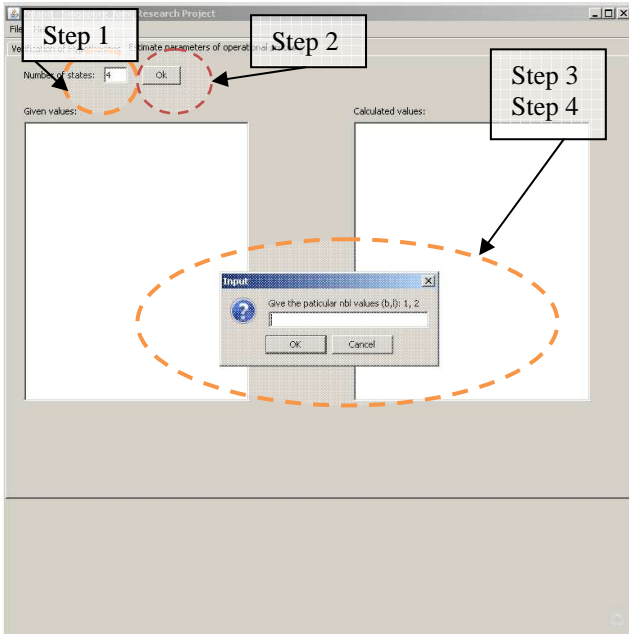 Research Project
File
Step 1
Step 2
Estimate parameters of operational
Number of states: 4 Ok
Step 3
Step 4
Given values:
Calculated values:
Input
Give the paticular nbl values (b,i): 1, 2
OK Cancel